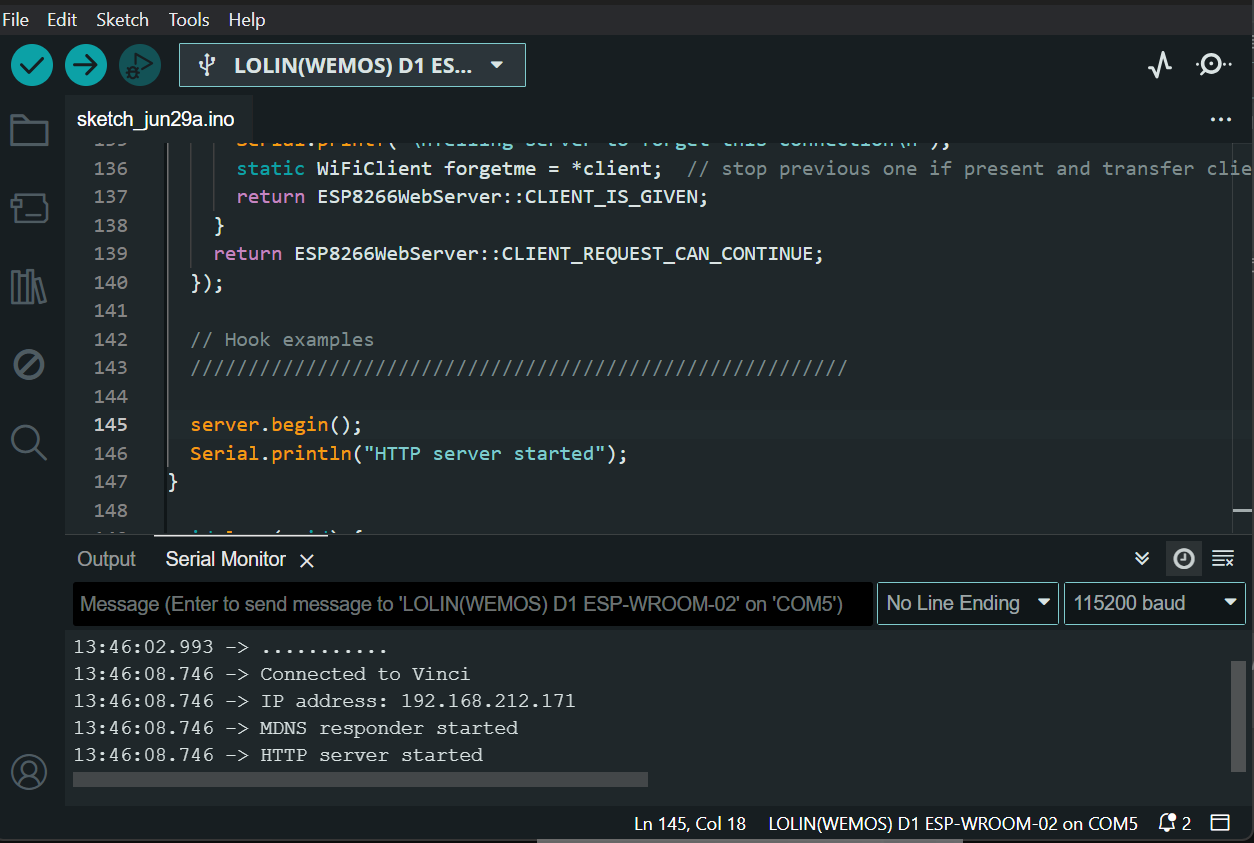 File Edit Sketch Tools Help
LOLIN(WEMOS) D1 ES...
sketch_jun29a.ino
136 static WiFiClient forgetme = *client;  // stop previous one if present and transfer clie
137 return ESP8266WebServer::CLIENT_IS_GIVEN;
138 }
139 return ESP8266WebServer::CLIENT_REQUEST_CAN_CONTINUE;
140 });
141
142 // Hook examples
143 /////////////////////////////////////////////////////////
144
145 server.begin();
146 Serial.println("HTTP server started");
147 }
148
Output Serial Monitor
Message (Enter to send message to 'LOLIN(WEMOS) D1 ESP-WROOM-02' on 'COM5')
No Line Ending 115200 baud
13:46:02.993 -> ...........
13:46:08.746 -> Connected to Vinci
13:46:08.746 -> IP address: 192.168.212.171
13:46:08.746 -> MDNS responder started
13:46:08.746 -> HTTP server started
Ln 145, Col 18 LOLIN(WEMOS) D1 ESP-WROOM-02 on COM5 2